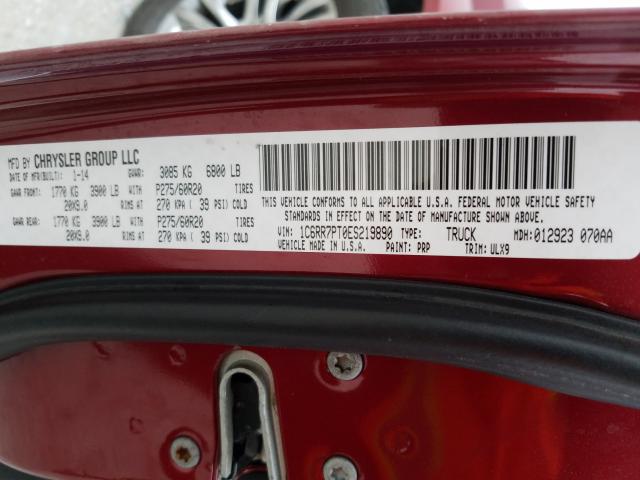 MFD BY CHRYSLER GROUP LLC
DATE OF MFR(BUILT): 1-14 GVWR: 3085 KG 6800 LB
GAWR FRONT: 1770 KG 3900 LB WITH P275/60R20 TIRES
20X9.0 RIMS AT 270 KPA ( 39 PSI) COLD
GAWR REAR: 1770 KG 3900 LB WITH P275/60R20 TIRES
20X9.0 RIMS AT 270 KPA ( 39 PSI) COLD
THIS VEHICLE CONFORMS TO ALL APPLICABLE U.S.A. FEDERAL MOTOR VEHICLE SAFETY
STANDARDS IN EFFECT ON THE DATE OF MANUFACTURE SHOWN ABOVE.
VIN: 1C6RR7PT0ES219890 TYPE: TRUCK MDH: 012923 070AA
MADE IN U.S.A. PAINT: PRP TRIM: ULX9